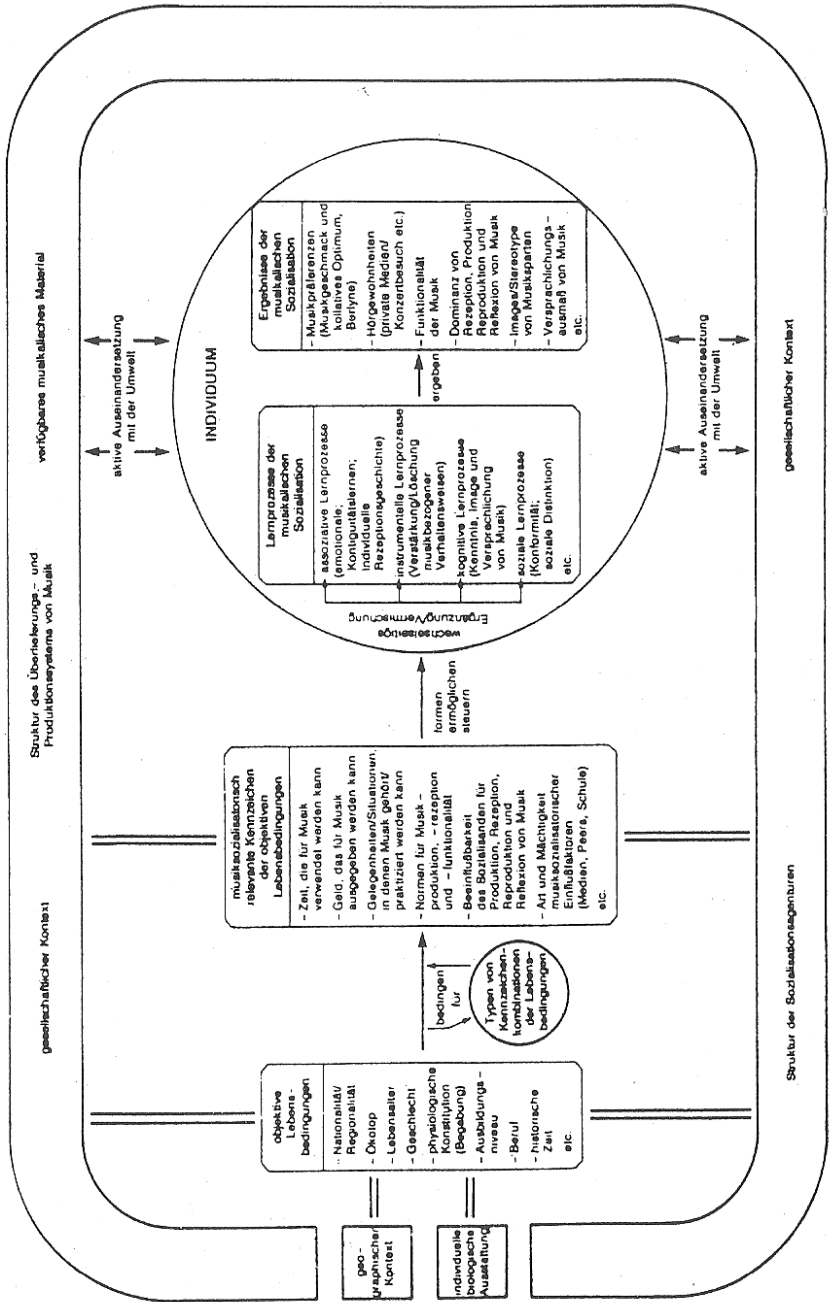 gesellschaftlicher Kontext
Struktur des Überlieferungs- und
Produktionssystems von Musik
verfügbares musikalisches Material
geo-
graphischer
Kontext
individuelle
biologische
Ausstattung
objektive
Lebens-
bedingungen
- Nationalität/
Regionalität
- Ökotop
- Lebensalter
- Geschlecht
- physiologische
Konstitution
(Begabung)
- Ausbildungs-
niveau
- Beruf
- historische
Zeit
etc.
bedingen
für
Typen von
Kennzeichen-
kombinationen
der Lebens-
bedingungen
musiksozialisatorisch
relevante Kennzeichen
der objektiven
Lebensbedingungen
- Zeit, die für Musik
verwendet werden kann
- Geld, das für Musik
ausgegeben werden kann
- Gelegenheiten/Situationen,
in denen Musik gehört/
praktiziert werden kann
- Normen für Musik-
produktion, -rezeption
und -funktionalität
- Beeinflußbarkeit
des Sozialisanden für
Produktion, Rezeption,
Reproduktion und
Reflexion von Musik
- Art und Mächtigkeit
musiksozialisatorischer
Einflußfaktoren
(Medien, Peers, Schule)
etc.
formen
ermöglichen
steuern
INDIVIDUUM
wechselseitige
Ergänzung/Vermischung
Lernprozesse der
musikalischen
Sozialisation
assoziative Lernprozesse
(emotionale;
Kontiguitätslernen;
Individuelle
Rezeptionsgeschichte)
instrumentelle Lernprozesse
(Verstärkung/Löschung
musikbezogener
Verhaltensweisen)
kognitive Lernprozesse
(Kenntnis, Image und
Versprachlichung
von Musik)
soziale Lernprozesse
(Konformität;
soziale Distinktion)
etc.
ergeben
Ergebnisse der
musikalischen
Sozialisation
- Musikpräferenzen
(Musikgeschmack und
kollatives Optimum,
Berlyne)
- Hörgewohnheiten
(private Medien/
Konzertbesuch etc.)
- Funktionalität
der Musik
- Dominanz von
Rezeption, Produktion
Reproduktion und
Reflexion von Musik
- Images/Stereotype
von Musiksparten
- Versprachlichungs-
ausmaß von Musik
etc.
aktive Auseinandersetzung
mit der Umwelt
aktive Auseinandersetzung
mit der Umwelt
Struktur der Sozialisationsagenturen
gesellschaftlicher Kontext